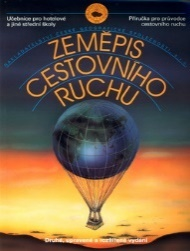 Učebnice pro hotelové
a jiné střední školy
Příručka pro průvodce
cestovního ruchu
ZEMĚPIS
CESTOVNÍHO
RUCHU
Druhé, upravené a rozšířené vydání